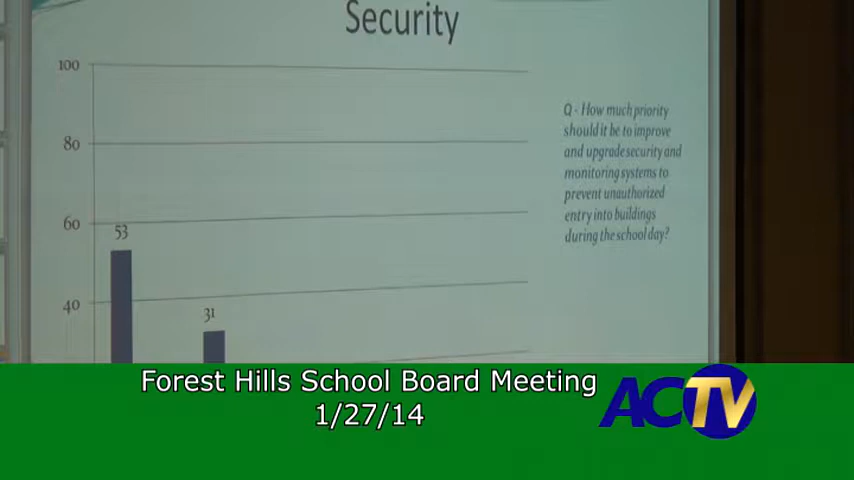 Security
100
80
60
40
53
31
Q - How much priority
should it be to improve
and upgrade security and
monitoring systems to
prevent unauthorized
entry into buildings
during the school day?
Forest Hills School Board Meeting
1/27/14
ACTV